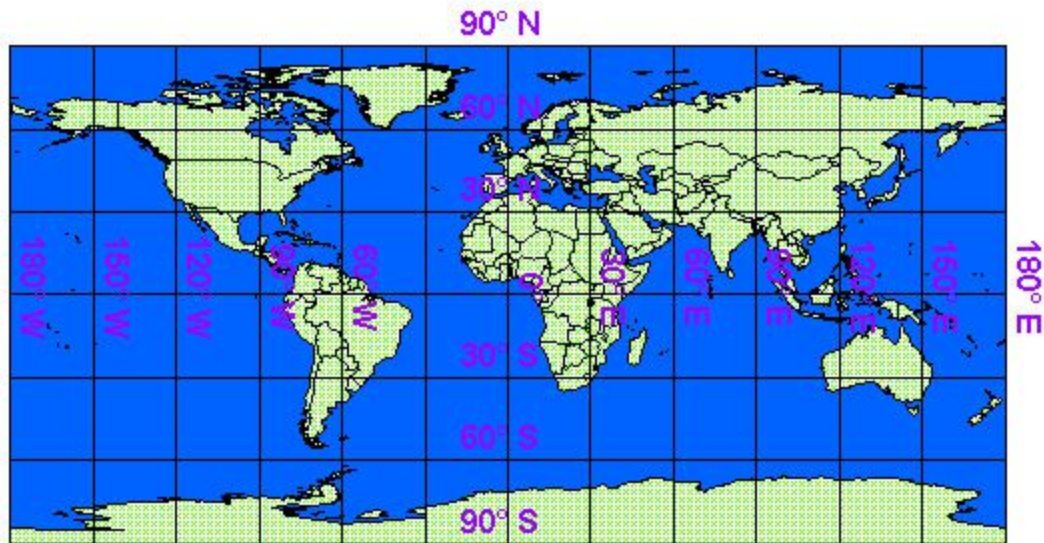 90° N
60° N
30° N
180° W
150° W
120° W
90° W
60° W
0°
30° E
60° E
90° E
120° E
150° E
180° E
30° S
60° S
90° S